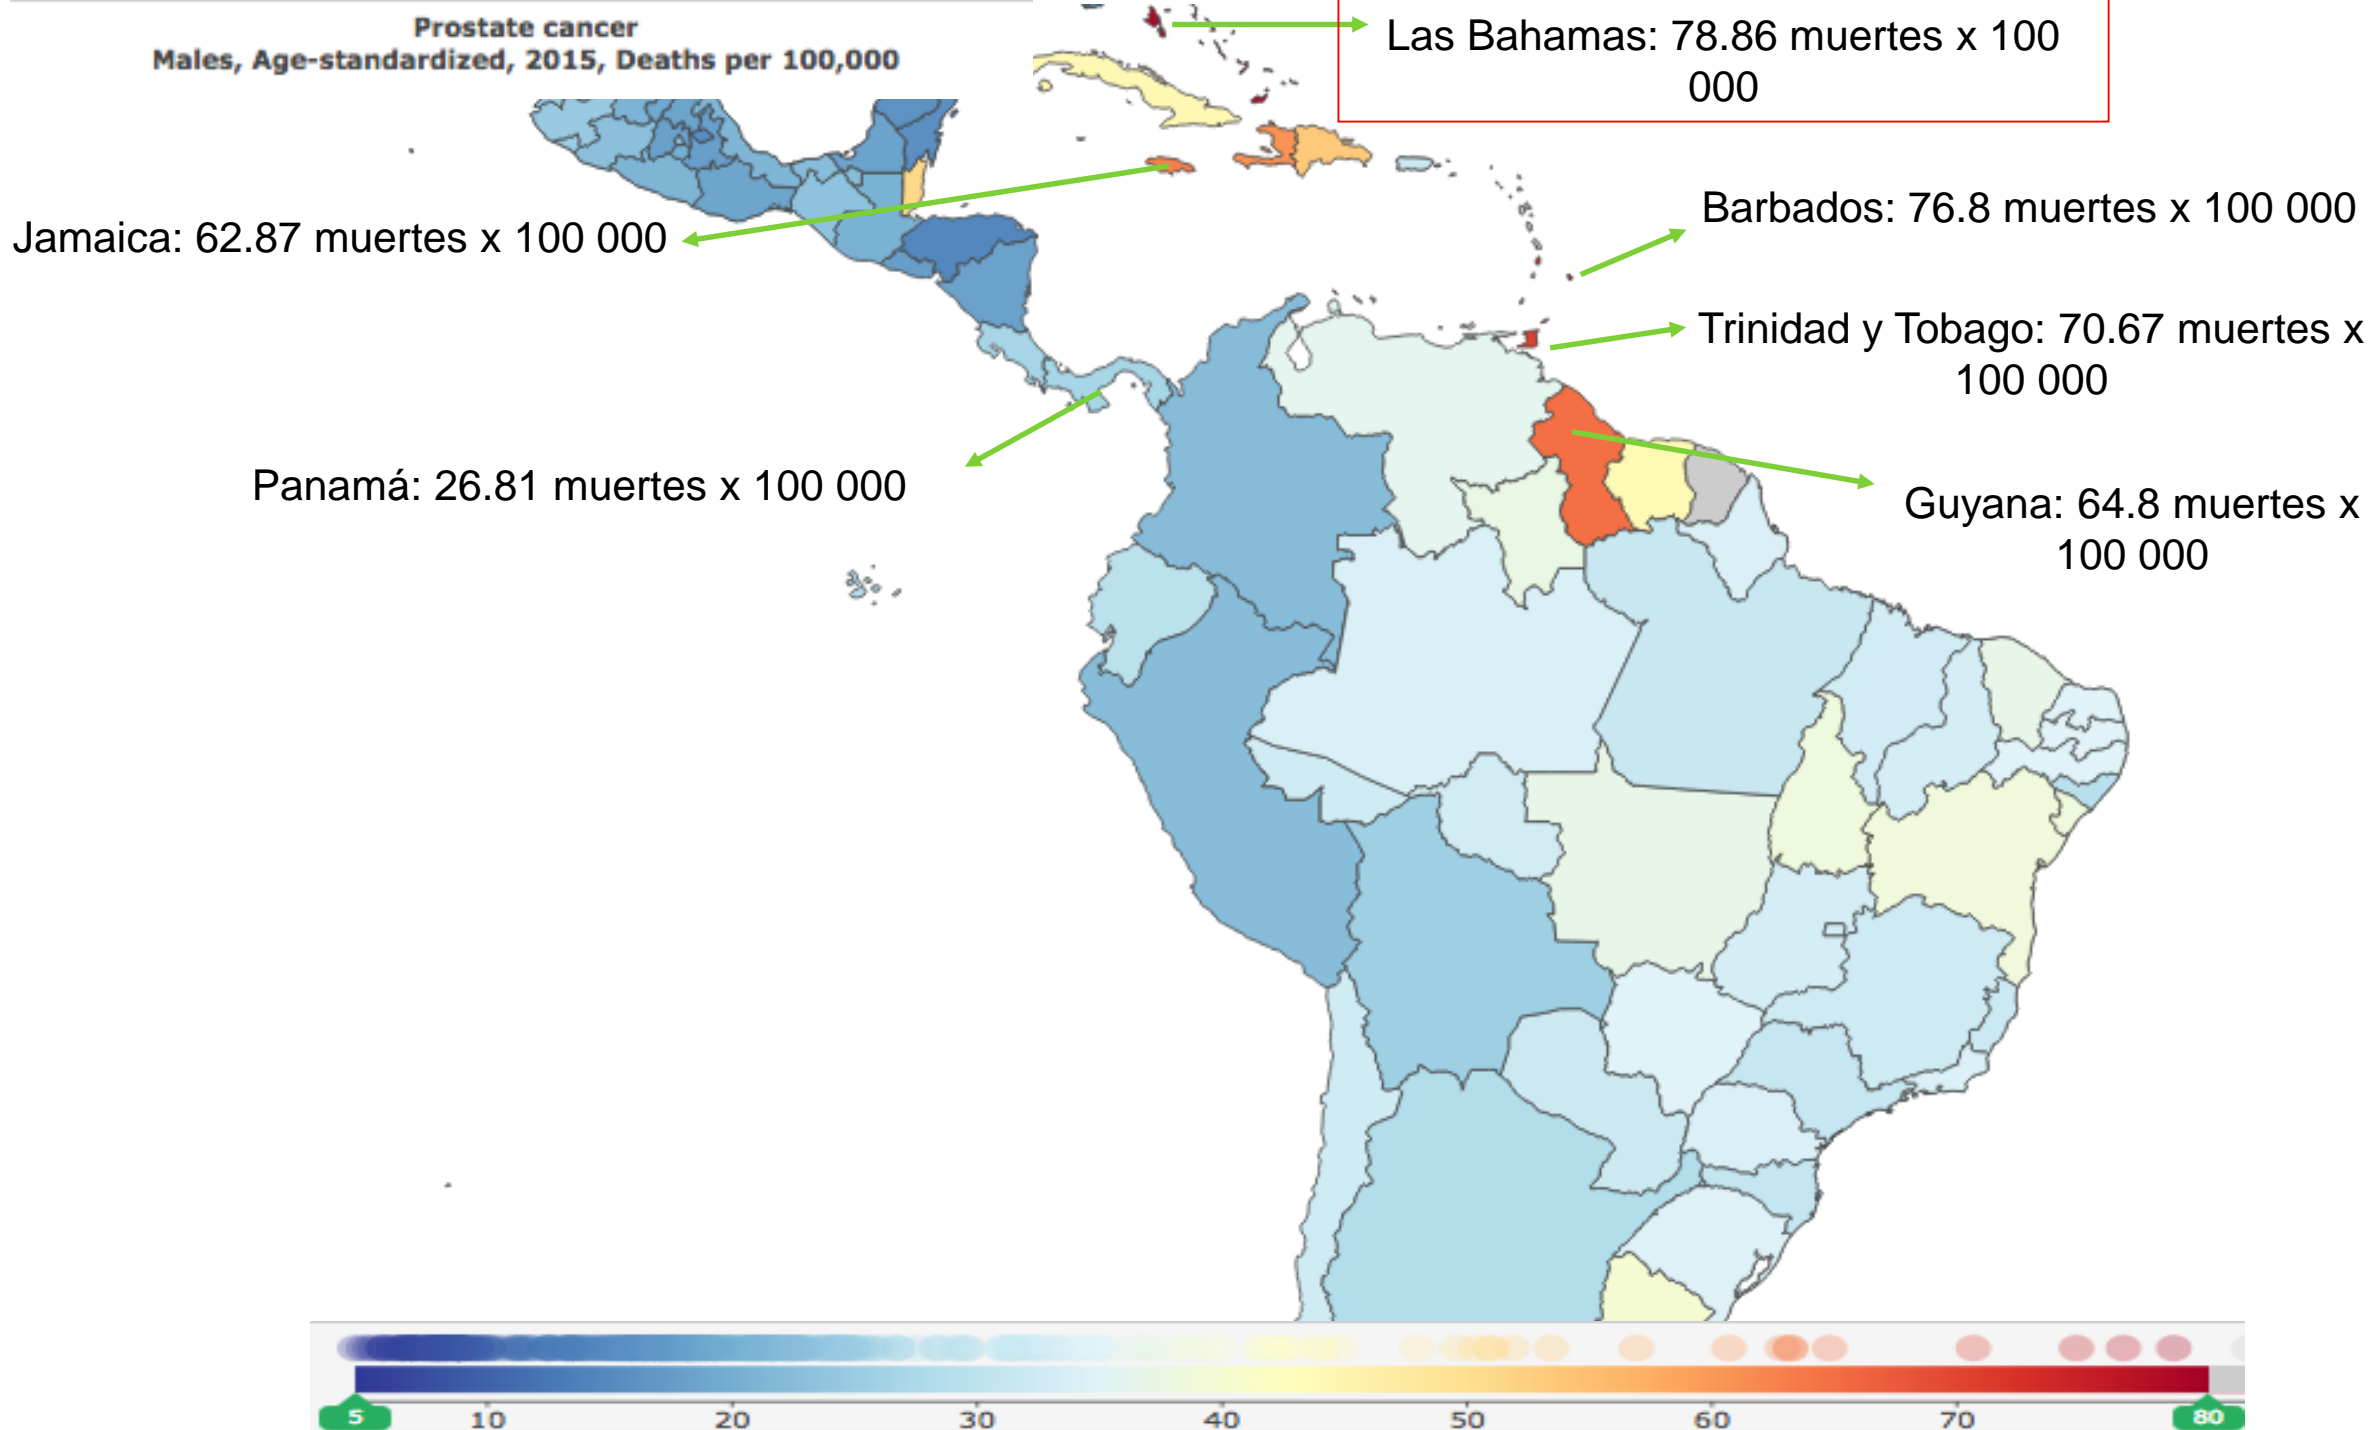 Prostate cancer
Males, Age-standardized, 2015, Deaths per 100,000
Las Bahamas: 78.86 muertes x 100
000
Jamaica: 62.87 muertes x 100 000
Barbados: 76.8 muertes x 100 000
Trinidad y Tobago: 70.67 muertes x
100 000
Panamá: 26.81 muertes x 100 000
Guyana: 64.8 muertes x
100 000
5 10 20 30 40 50 60 70 80